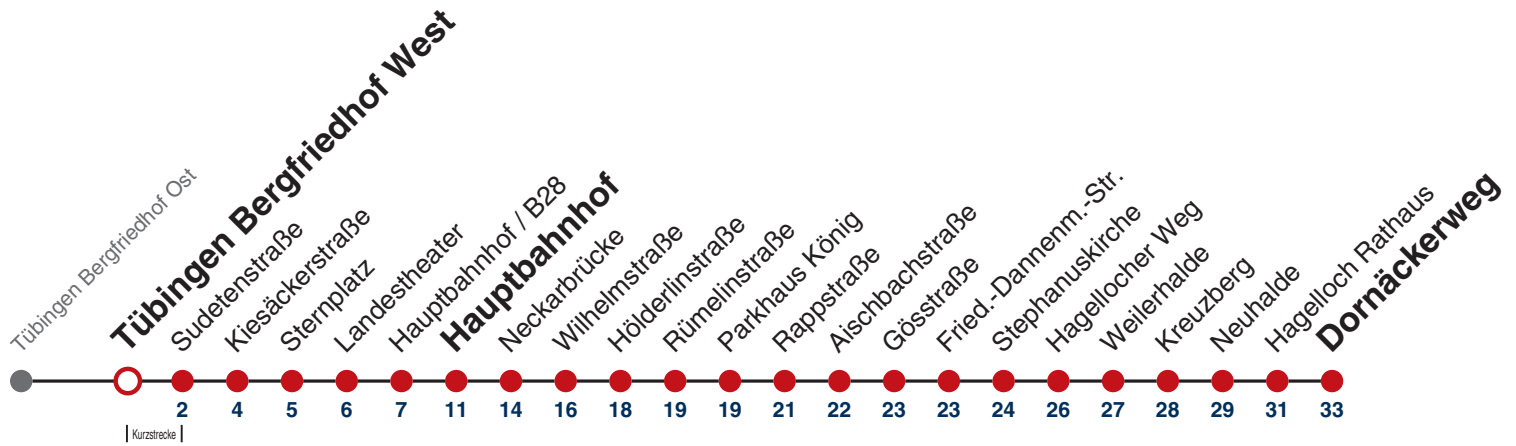 Tübingen Bergfriedhof Ost
Tübingen Bergfriedhof West
Sudetenstraße
Kiesäckerstraße
Sternplatz
Landestheater
Hauptbahnhof / B28
Hauptbahnhof
Neckarbrücke
Wilhelmstraße
Hölderlinstraße
Rümelinstraße
Parkhaus König
Rappstraße
Aischbachstraße
Gösstraße
Fried.-Dannenm.-Str.
Stephanuskirche
Hagellocher Weg
Weilerhalde
Kreuzberg
Neuhalde
Hagelloch Rathaus
Dornäckerweg
2 4 5 6 7 11 14 16 18 19 19 21 22 23 23 24 26 27 28 29 31 33
Kurzstrecke